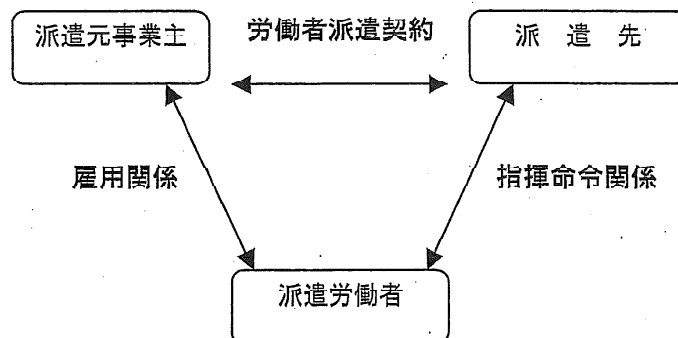 派遣元事業主
労働者派遣契約
派遣先
雇用関係
指揮命令関係
派遣労働者